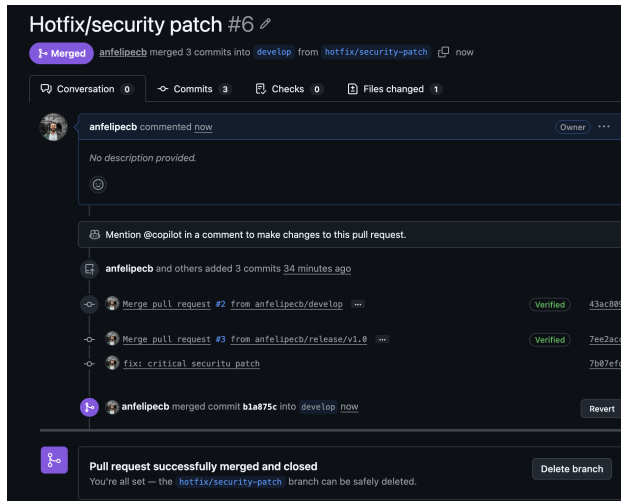 Hotfix/security patch #6
Merged anfelipecb merged 3 commits into develop from hotfix/security-patch now
Conversation 0 Commits 3 Checks 0 Files changed 1
anfelipecb commented now Owner
No description provided.
Mention @copilot in a comment to make changes to this pull request.
anfelipecb and others added 3 commits 34 minutes ago
Merge pull request #2 from anfelipecb/develop Verified 43ac809
Merge pull request #3 from anfelipecb/release/v1.0 Verified 7ee2acc
fix: critical securitu patch 7b07efc
anfelipecb merged commit b1a875c into develop now Revert
Pull request successfully merged and closed
You're all set — the hotfix/security-patch branch can be safely deleted. Delete branch